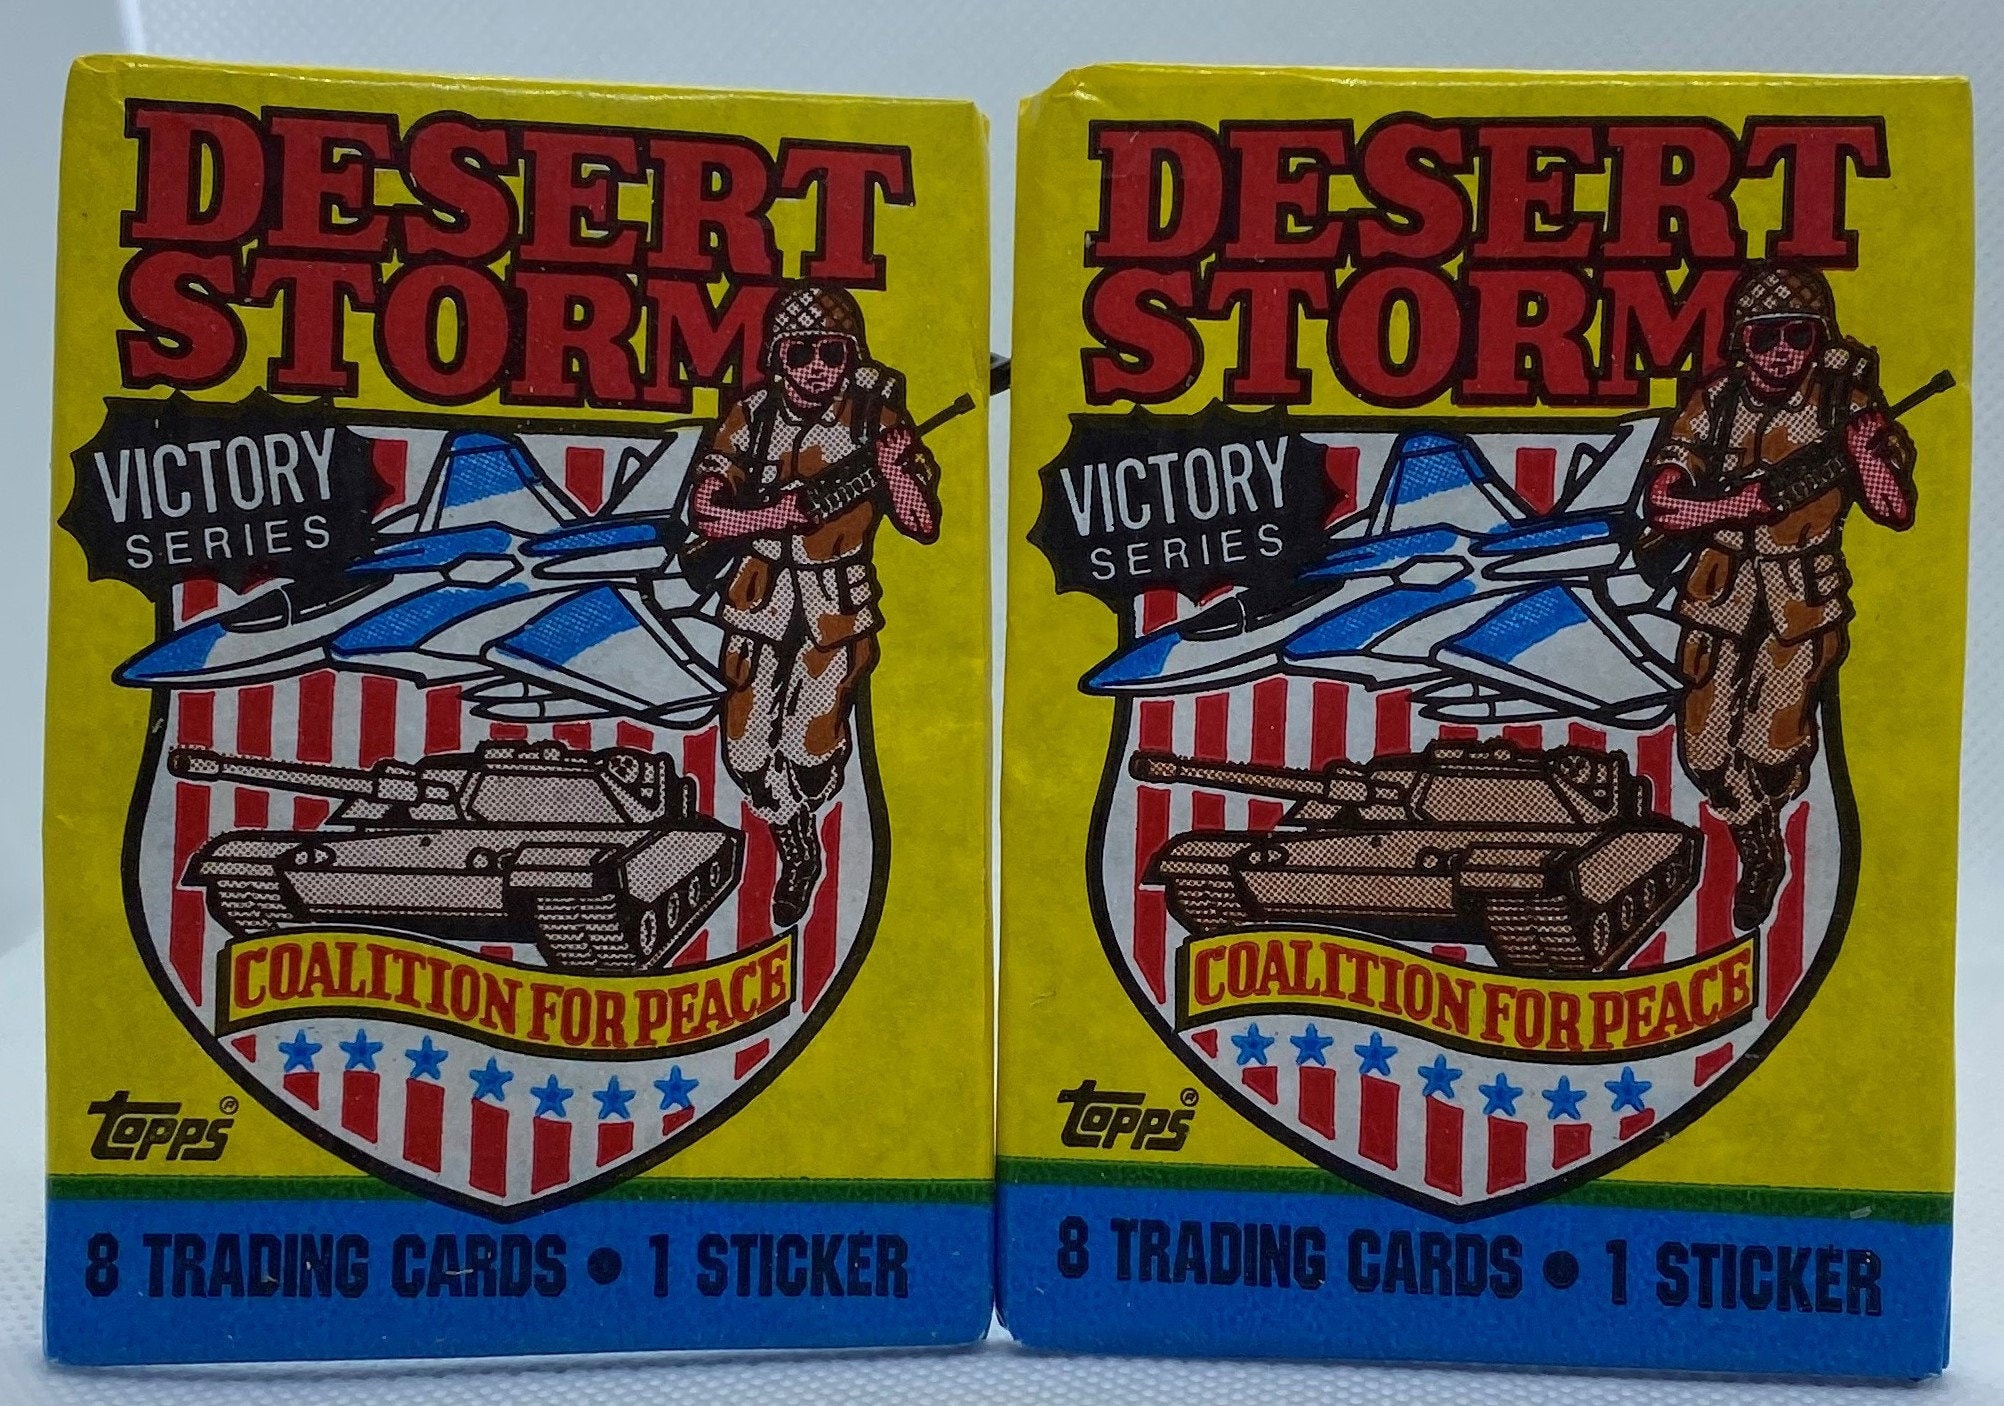 DESERT
STORM
VICTORY
SERIES
COALITION FOR PEACE
topps®
8 TRADING CARDS • 1 STICKER
DESERT
STORM
VICTORY
SERIES
COALITION FOR PEACE
topps®
8 TRADING CARDS • 1 STICKER